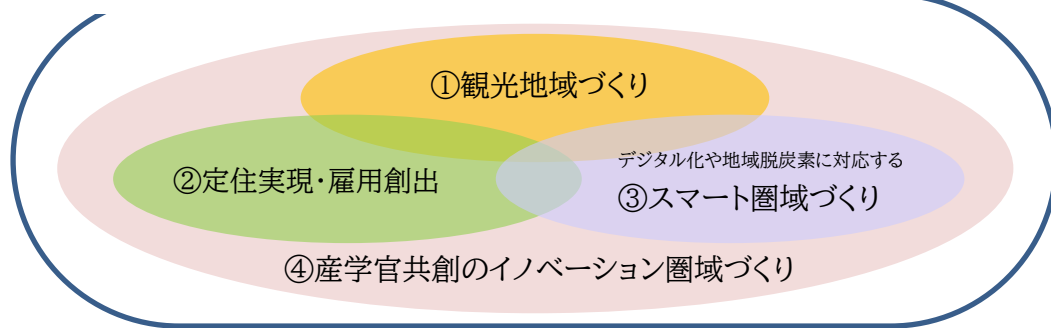 ①観光地域づくり
②定住実現・雇用創出
デジタル化や地域脱炭素に対応する
③スマート圏域づくり
④産学官共創のイノベーション圏域づくり